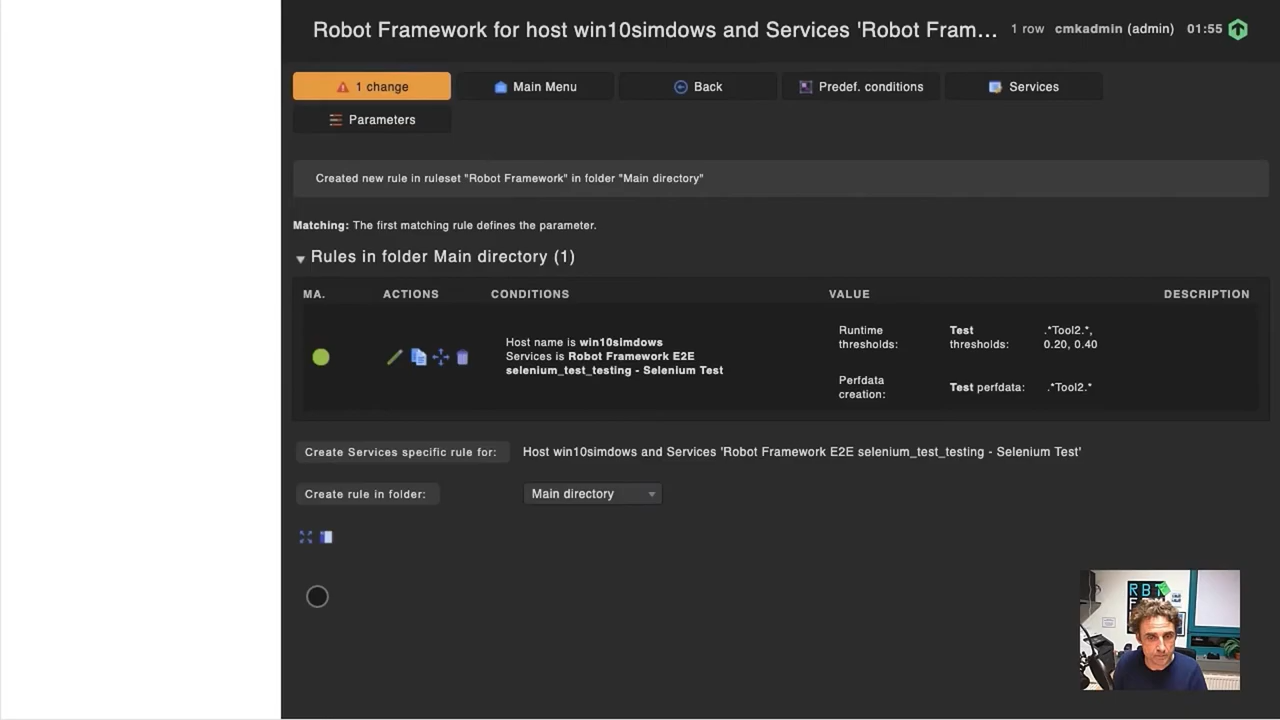 Robot Framework for host win10simdows and Services 'Robot Fram...
1 row cmkadmin (admin) 01:55
1 change
Main Menu
Back
Predef. conditions
Services
Parameters
Created new rule in ruleset "Robot Framework" in folder "Main directory"
Matching: The first matching rule defines the parameter.
Rules in folder Main directory (1)
MA. ACTIONS CONDITIONS VALUE DESCRIPTION
Host name is win10simdows
Services is Robot Framework E2E
selenium_test_testing - Selenium Test
Runtime
thresholds:
Test
thresholds:
.*Tool2.*,
0.20, 0.40
Perfdata
creation:
Test perfdata:
.*Tool2.*
Create Services specific rule for:
Host win10simdows and Services 'Robot Framework E2E selenium_test_testing - Selenium Test'
Create rule in folder:
Main directory
RBT